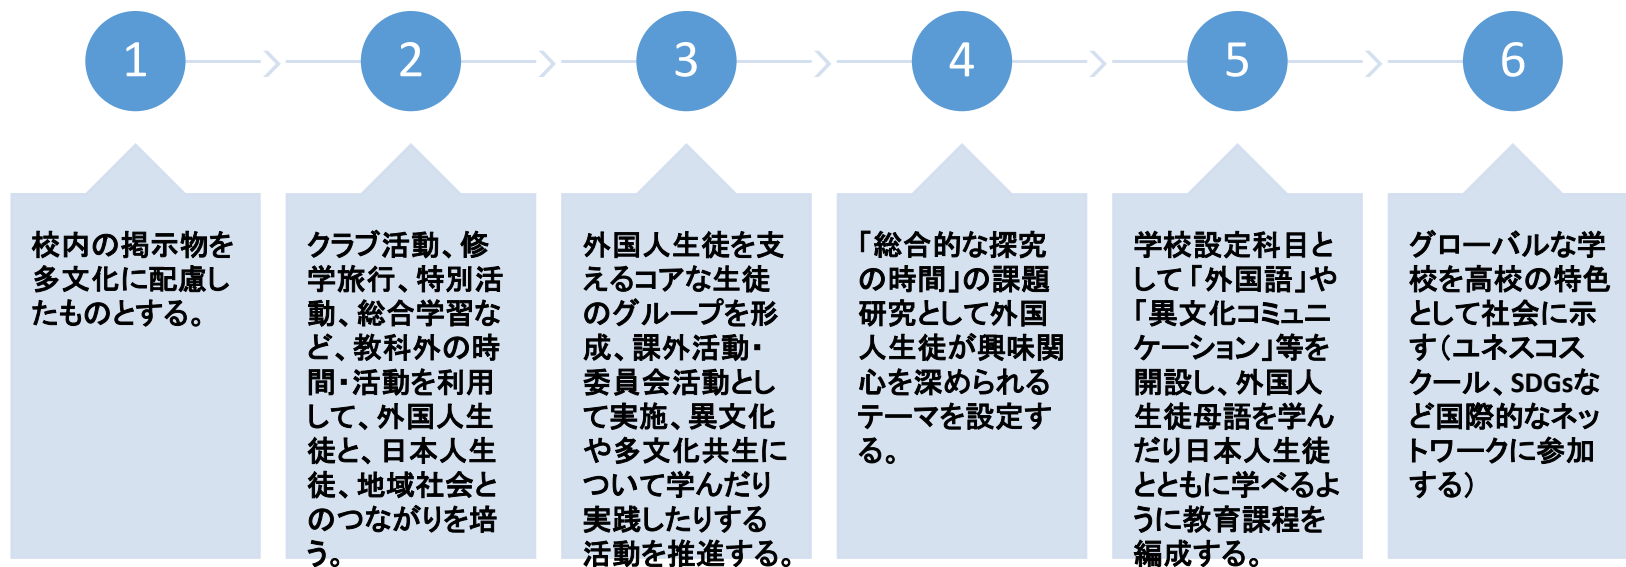 1
2
3
4
5
6
校内の掲示物を
多文化に配慮し
たものとする。
クラブ活動、修
学旅行、特別活
動、総合学習な
ど、教科外の時
間・活動を利用
して、外国人生
徒と、日本人生
徒、地域社会と
のつながりを培
う。
外国人生徒を支
えるコアな生徒
のグループを形
成、課外活動・
委員会活動とし
て実施、異文化
や多文化共生に
ついて学んだり
実践したりする
活動を推進する。
「総合的な探究
の時間」の課題
研究として外国
人生徒が興味関
心を深められる
テーマを設定す
る。
学校設定科目と
して「外国語」や
「異文化コミュニ
ケーション」等を
開設し、外国人
生徒母語を学ん
だり日本人生徒
とともに学べるよ
うに教育課程を
編成する。
グローバルな学
校を高校の特色
として社会に示
す（ユネスコス
クール、SDGsな
ど国際的なネッ
トワークに参加
する）